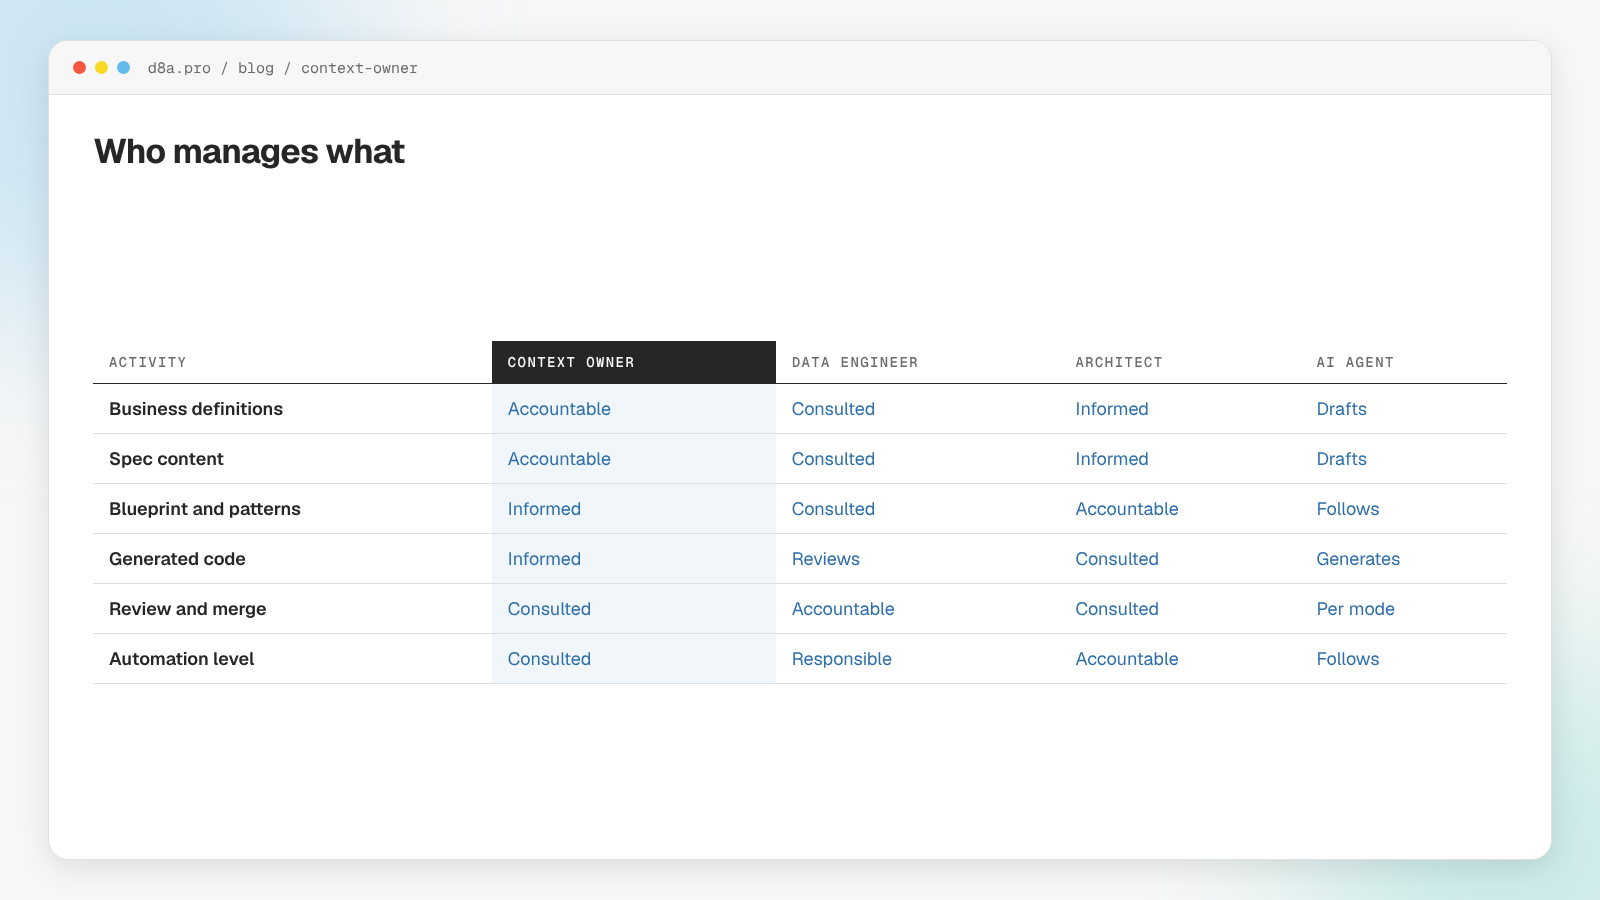 d8a.pro / blog / context-owner
Who manages what
ACTIVITY CONTEXT OWNER DATA ENGINEER ARCHITECT AI AGENT
Business definitions Accountable Consulted Informed Drafts
Spec content Accountable Consulted Informed Drafts
Blueprint and patterns Informed Consulted Accountable Follows
Generated code Informed Reviews Consulted Generates
Review and merge Consulted Accountable Consulted Per mode
Automation level Consulted Responsible Accountable Follows